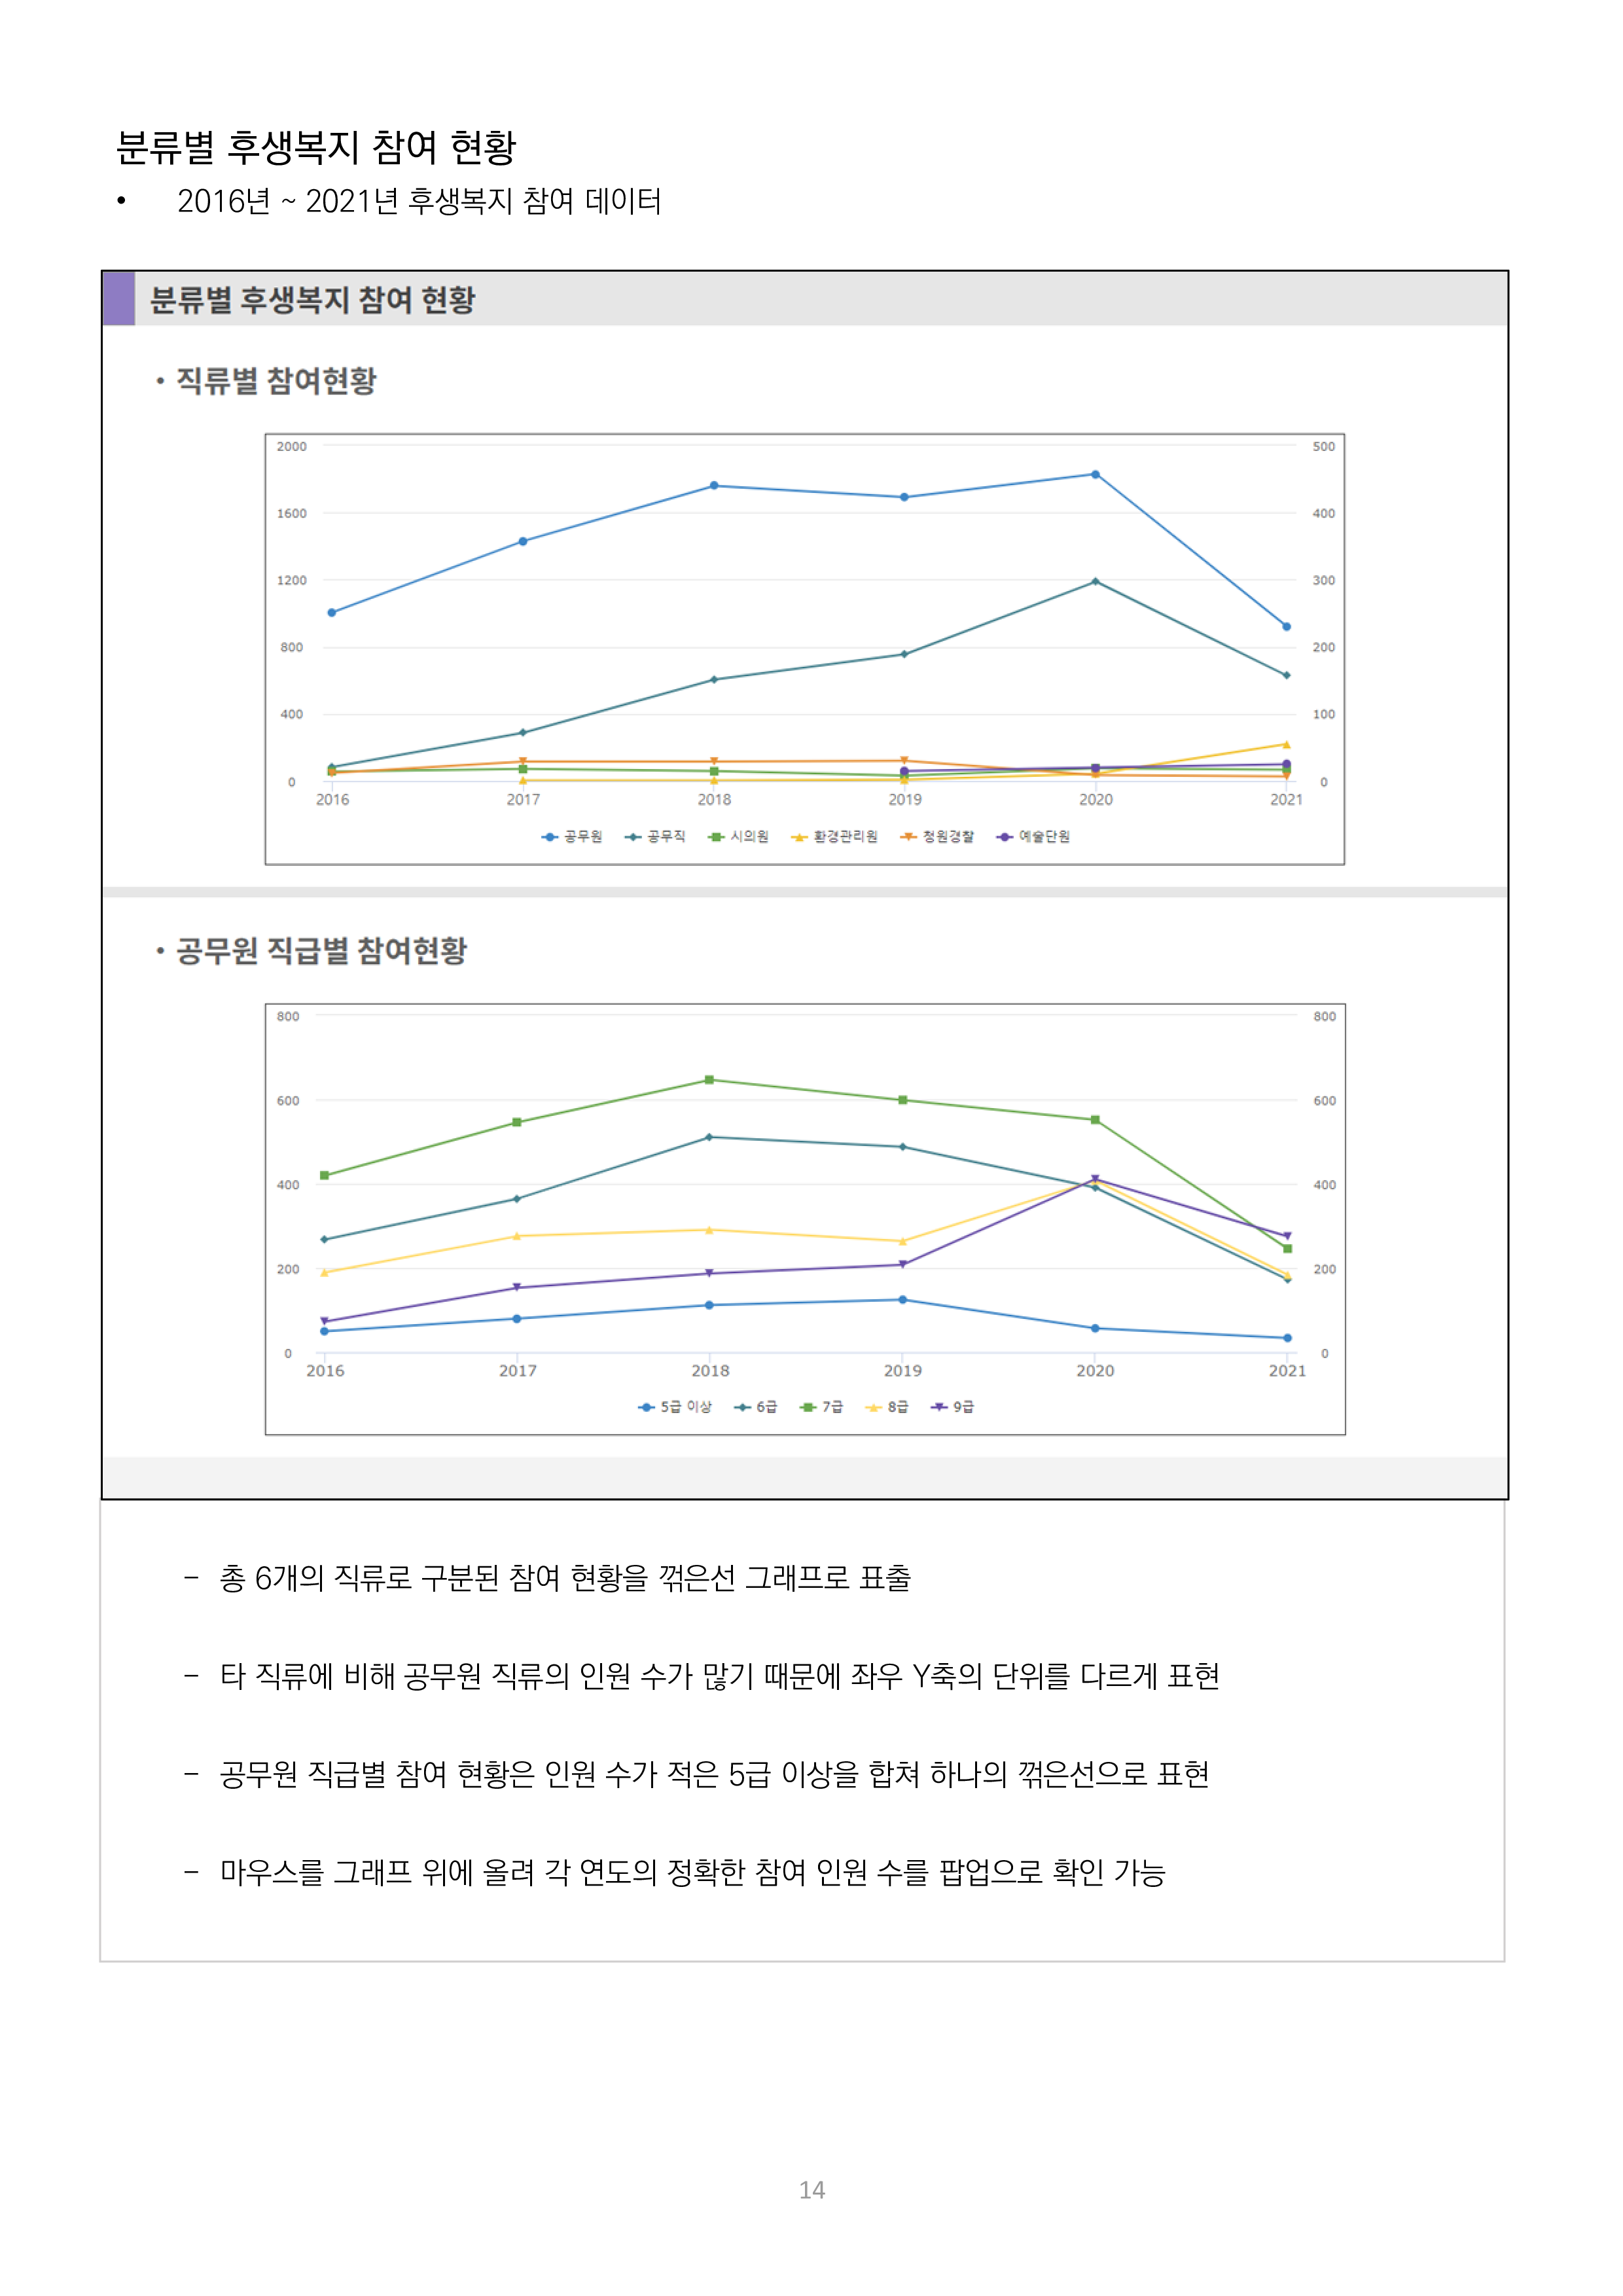 분류별 후생복지 참여 현황
• 2016년 ~ 2021년 후생복지 참여 데이터
분류별 후생복지 참여 현황
• 직류별 참여현황
2000 500
1600 400
1200 300
800 200
400 100
0 0
2016 2017 2018 2019 2020 2021
공무원 공무직 시의원 환경관리원 청원경찰 예술단원
• 공무원 직급별 참여현황
800 800
600 600
400 400
200 200
0 0
2016 2017 2018 2019 2020 2021
5급 이상 6급 7급 8급 9급
– 총 6개의 직류로 구분된 참여 현황을 꺾은선 그래프로 표출
– 타 직류에 비해 공무원 직류의 인원 수가 많기 때문에 좌우 Y축의 단위를 다르게 표현
– 공무원 직급별 참여 현황은 인원 수가 적은 5급 이상을 합쳐 하나의 꺾은선으로 표현
– 마우스를 그래프 위에 올려 각 연도의 정확한 참여 인원 수를 팝업으로 확인 가능
14